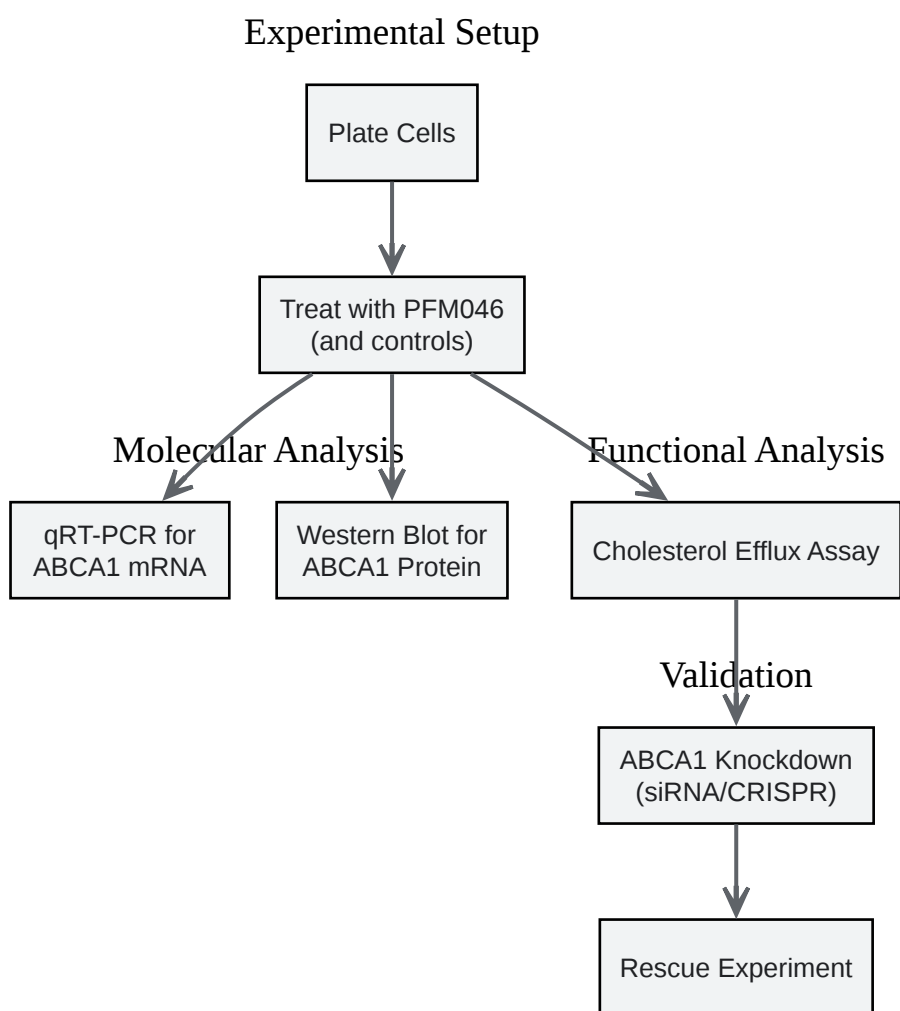 Experimental Setup
Plate Cells
Treat with PFM046
(and controls)
Molecular Analysis
Functional Analysis
qRT-PCR for
ABCA1 mRNA
Western Blot for
ABCA1 Protein
Cholesterol Efflux Assay
Validation
ABCA1 Knockdown
(siRNA/CRISPR)
Rescue Experiment